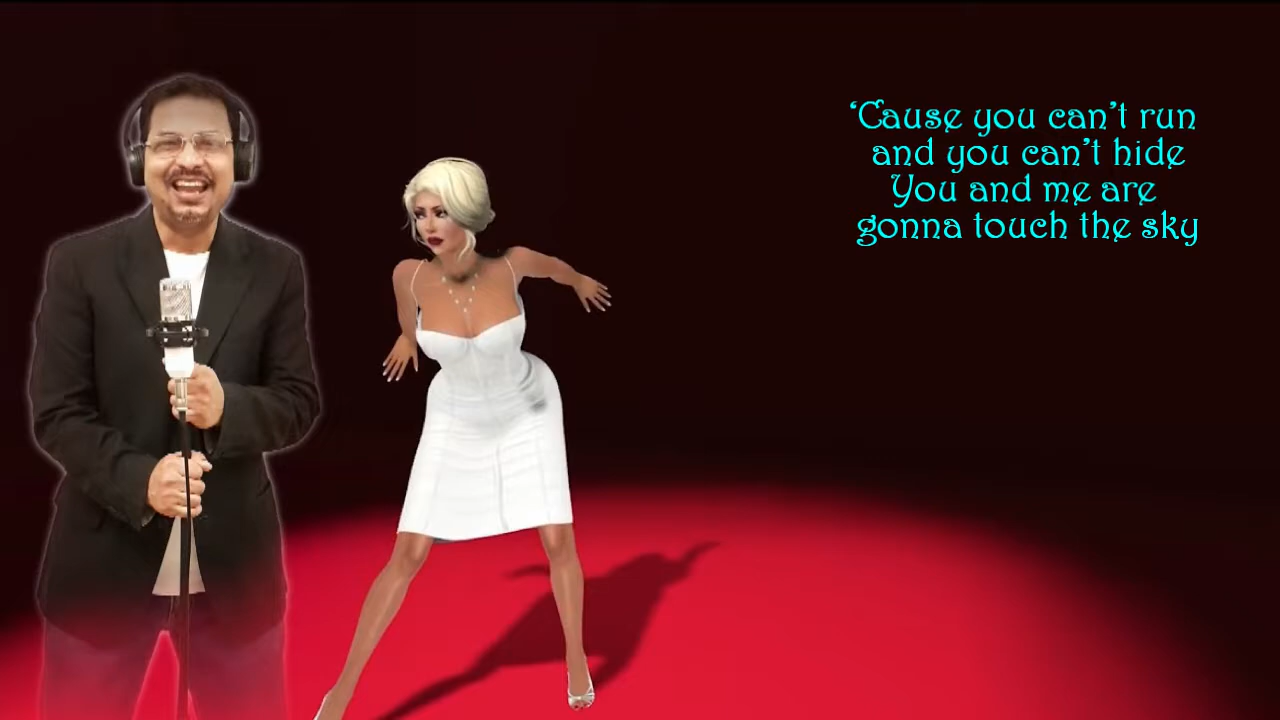 ‘Cause you can’t run
and you can’t hide
You and me are
gonna touch the sky